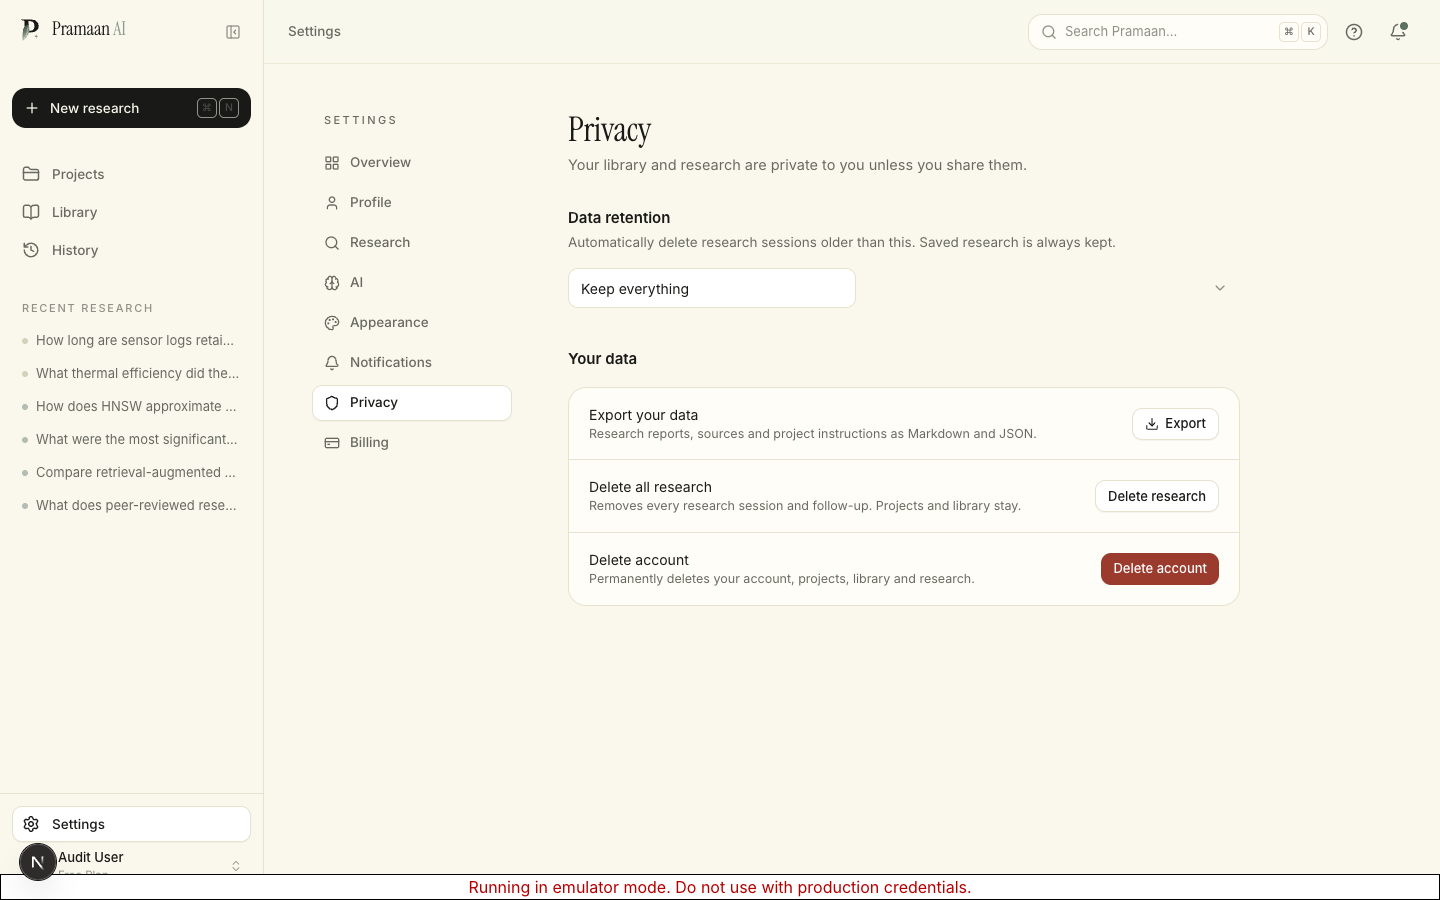 Pramaan AI
Settings
Search Pramaan...
⌘ K
New research
⌘ N
Projects
Library
History
RECENT RESEARCH
How long are sensor logs retai...
What thermal efficiency did the...
How does HNSW approximate ...
What were the most significant...
Compare retrieval-augmented ...
What does peer-reviewed rese...
Settings
N
Audit User
Free Plan
SETTINGS
Overview
Profile
Research
AI
Appearance
Notifications
Privacy
Billing
Privacy
Your library and research are private to you unless you share them.
Data retention
Automatically delete research sessions older than this. Saved research is always kept.
Keep everything
Your data
Export your data
Research reports, sources and project instructions as Markdown and JSON.
Export
Delete all research
Removes every research session and follow-up. Projects and library stay.
Delete research
Delete account
Permanently deletes your account, projects, library and research.
Delete account
Running in emulator mode. Do not use with production credentials.